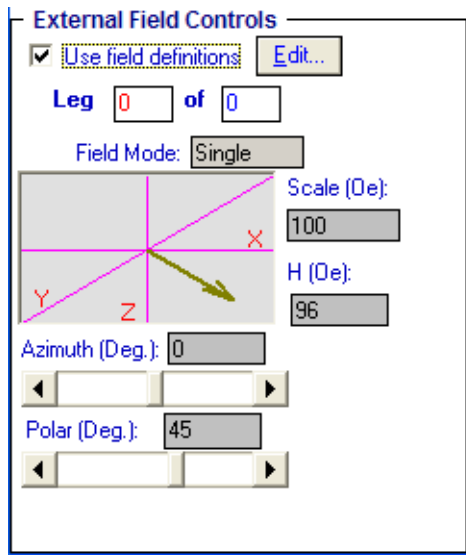 External Field Controls
Use field definitions Edit...
Leg 0 of 0
Field Mode: Single
Scale (Oe):
100
X
H (Oe):
Y
Z
96
Azimuth (Deg.): 0
Polar (Deg.): 45